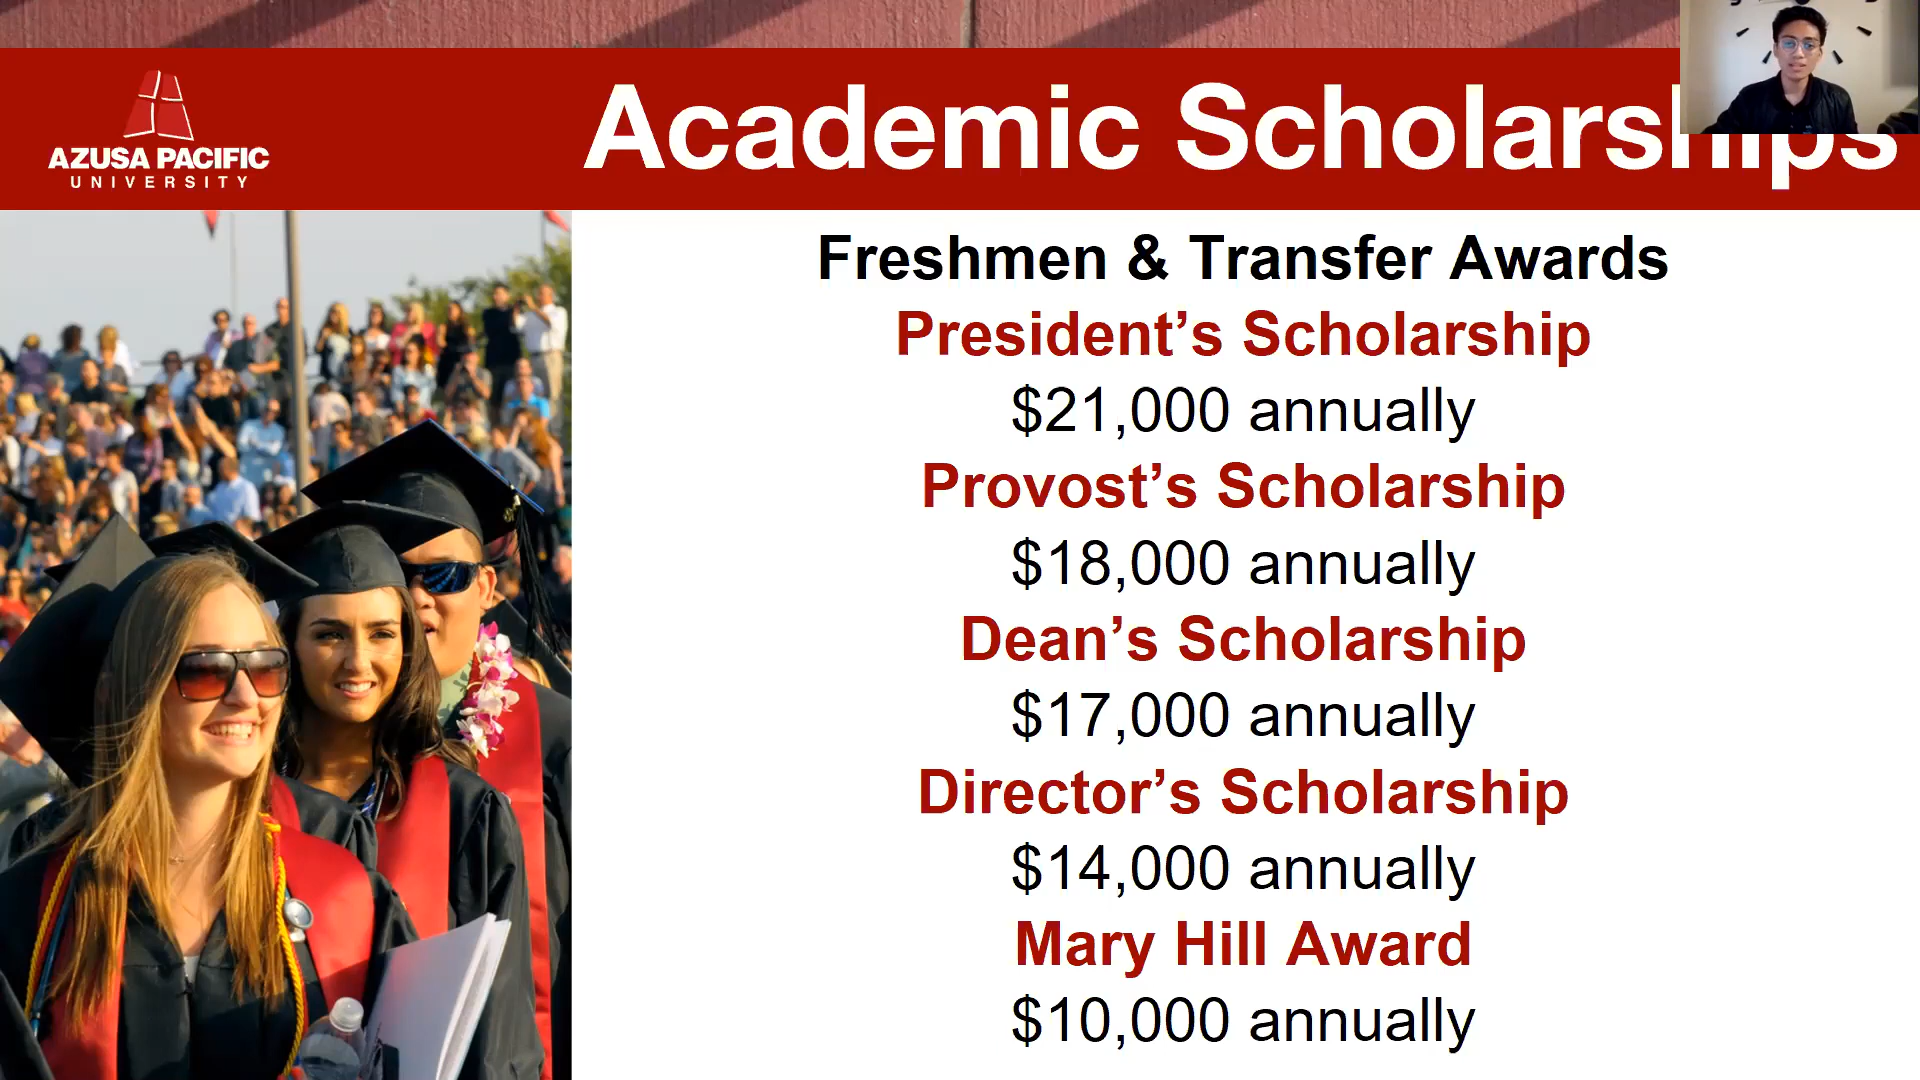 AZUSA PACIFIC
UNIVERSITY
Academic Scholarships
Freshmen & Transfer Awards
President’s Scholarship
$21,000 annually
Provost’s Scholarship
$18,000 annually
Dean’s Scholarship
$17,000 annually
Director’s Scholarship
$14,000 annually
Mary Hill Award
$10,000 annually